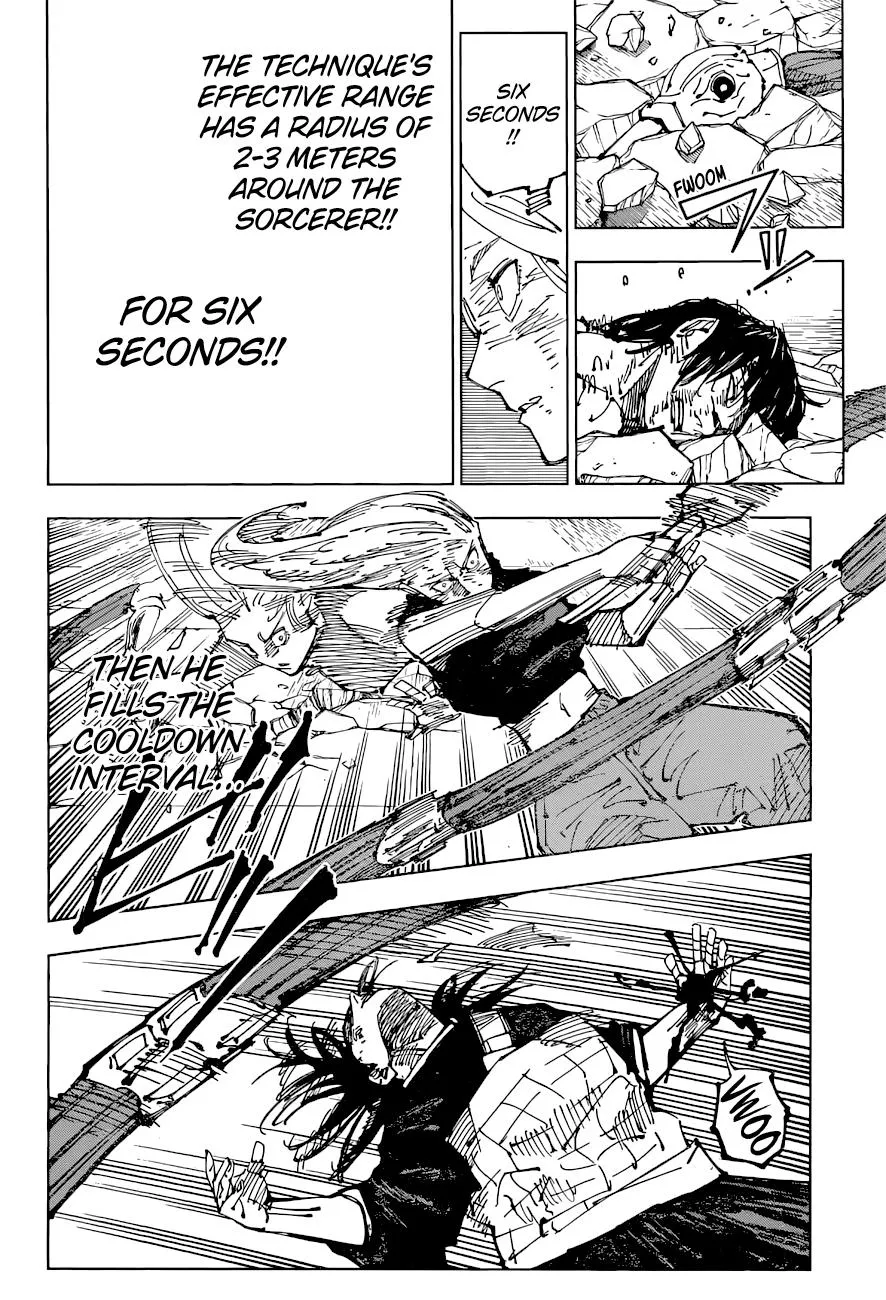 FWOOM
SIX
SECONDS
!!
THE TECHNIQUE'S
EFFECTIVE RANGE
HAS A RADIUS OF
2-3 METERS
AROUND THE
SORCERER!!
FOR SIX
SECONDS!!
THEN HE
FILLS THE
COOLDOWN
INTERVAL...
VWOO